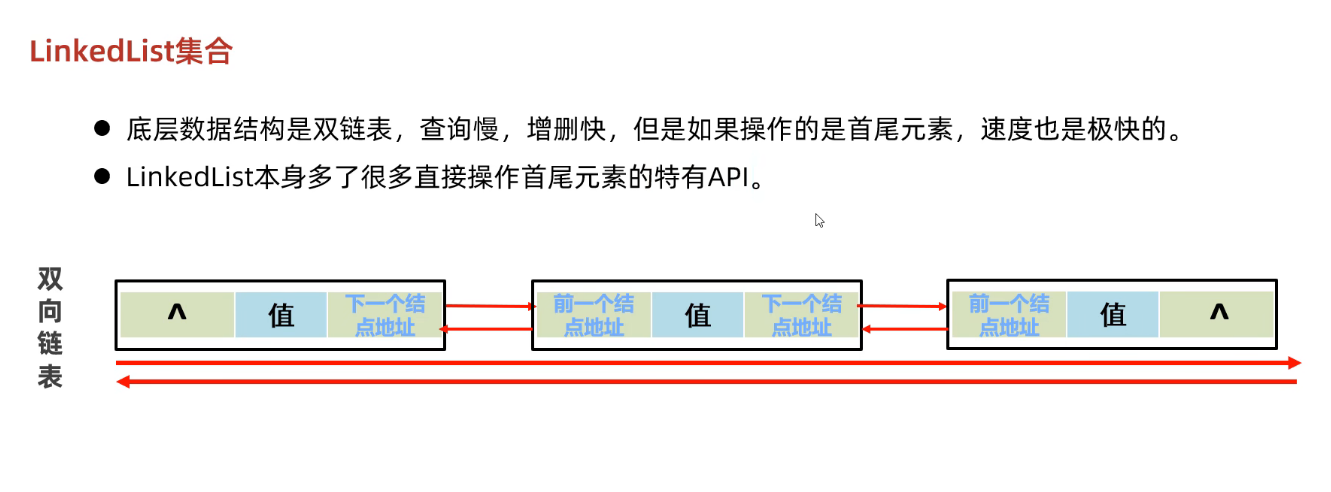 LinkedList集合
● 底层数据结构是双链表，查询慢，增删快，但是如果操作的是首尾元素，速度也是极快的。
● LinkedList本身多了很多直接操作首尾元素的特有API。
双向链表
^ 值 下一个结点地址 前一个结点地址 值 下一个结点地址 前一个结点地址 值 ^